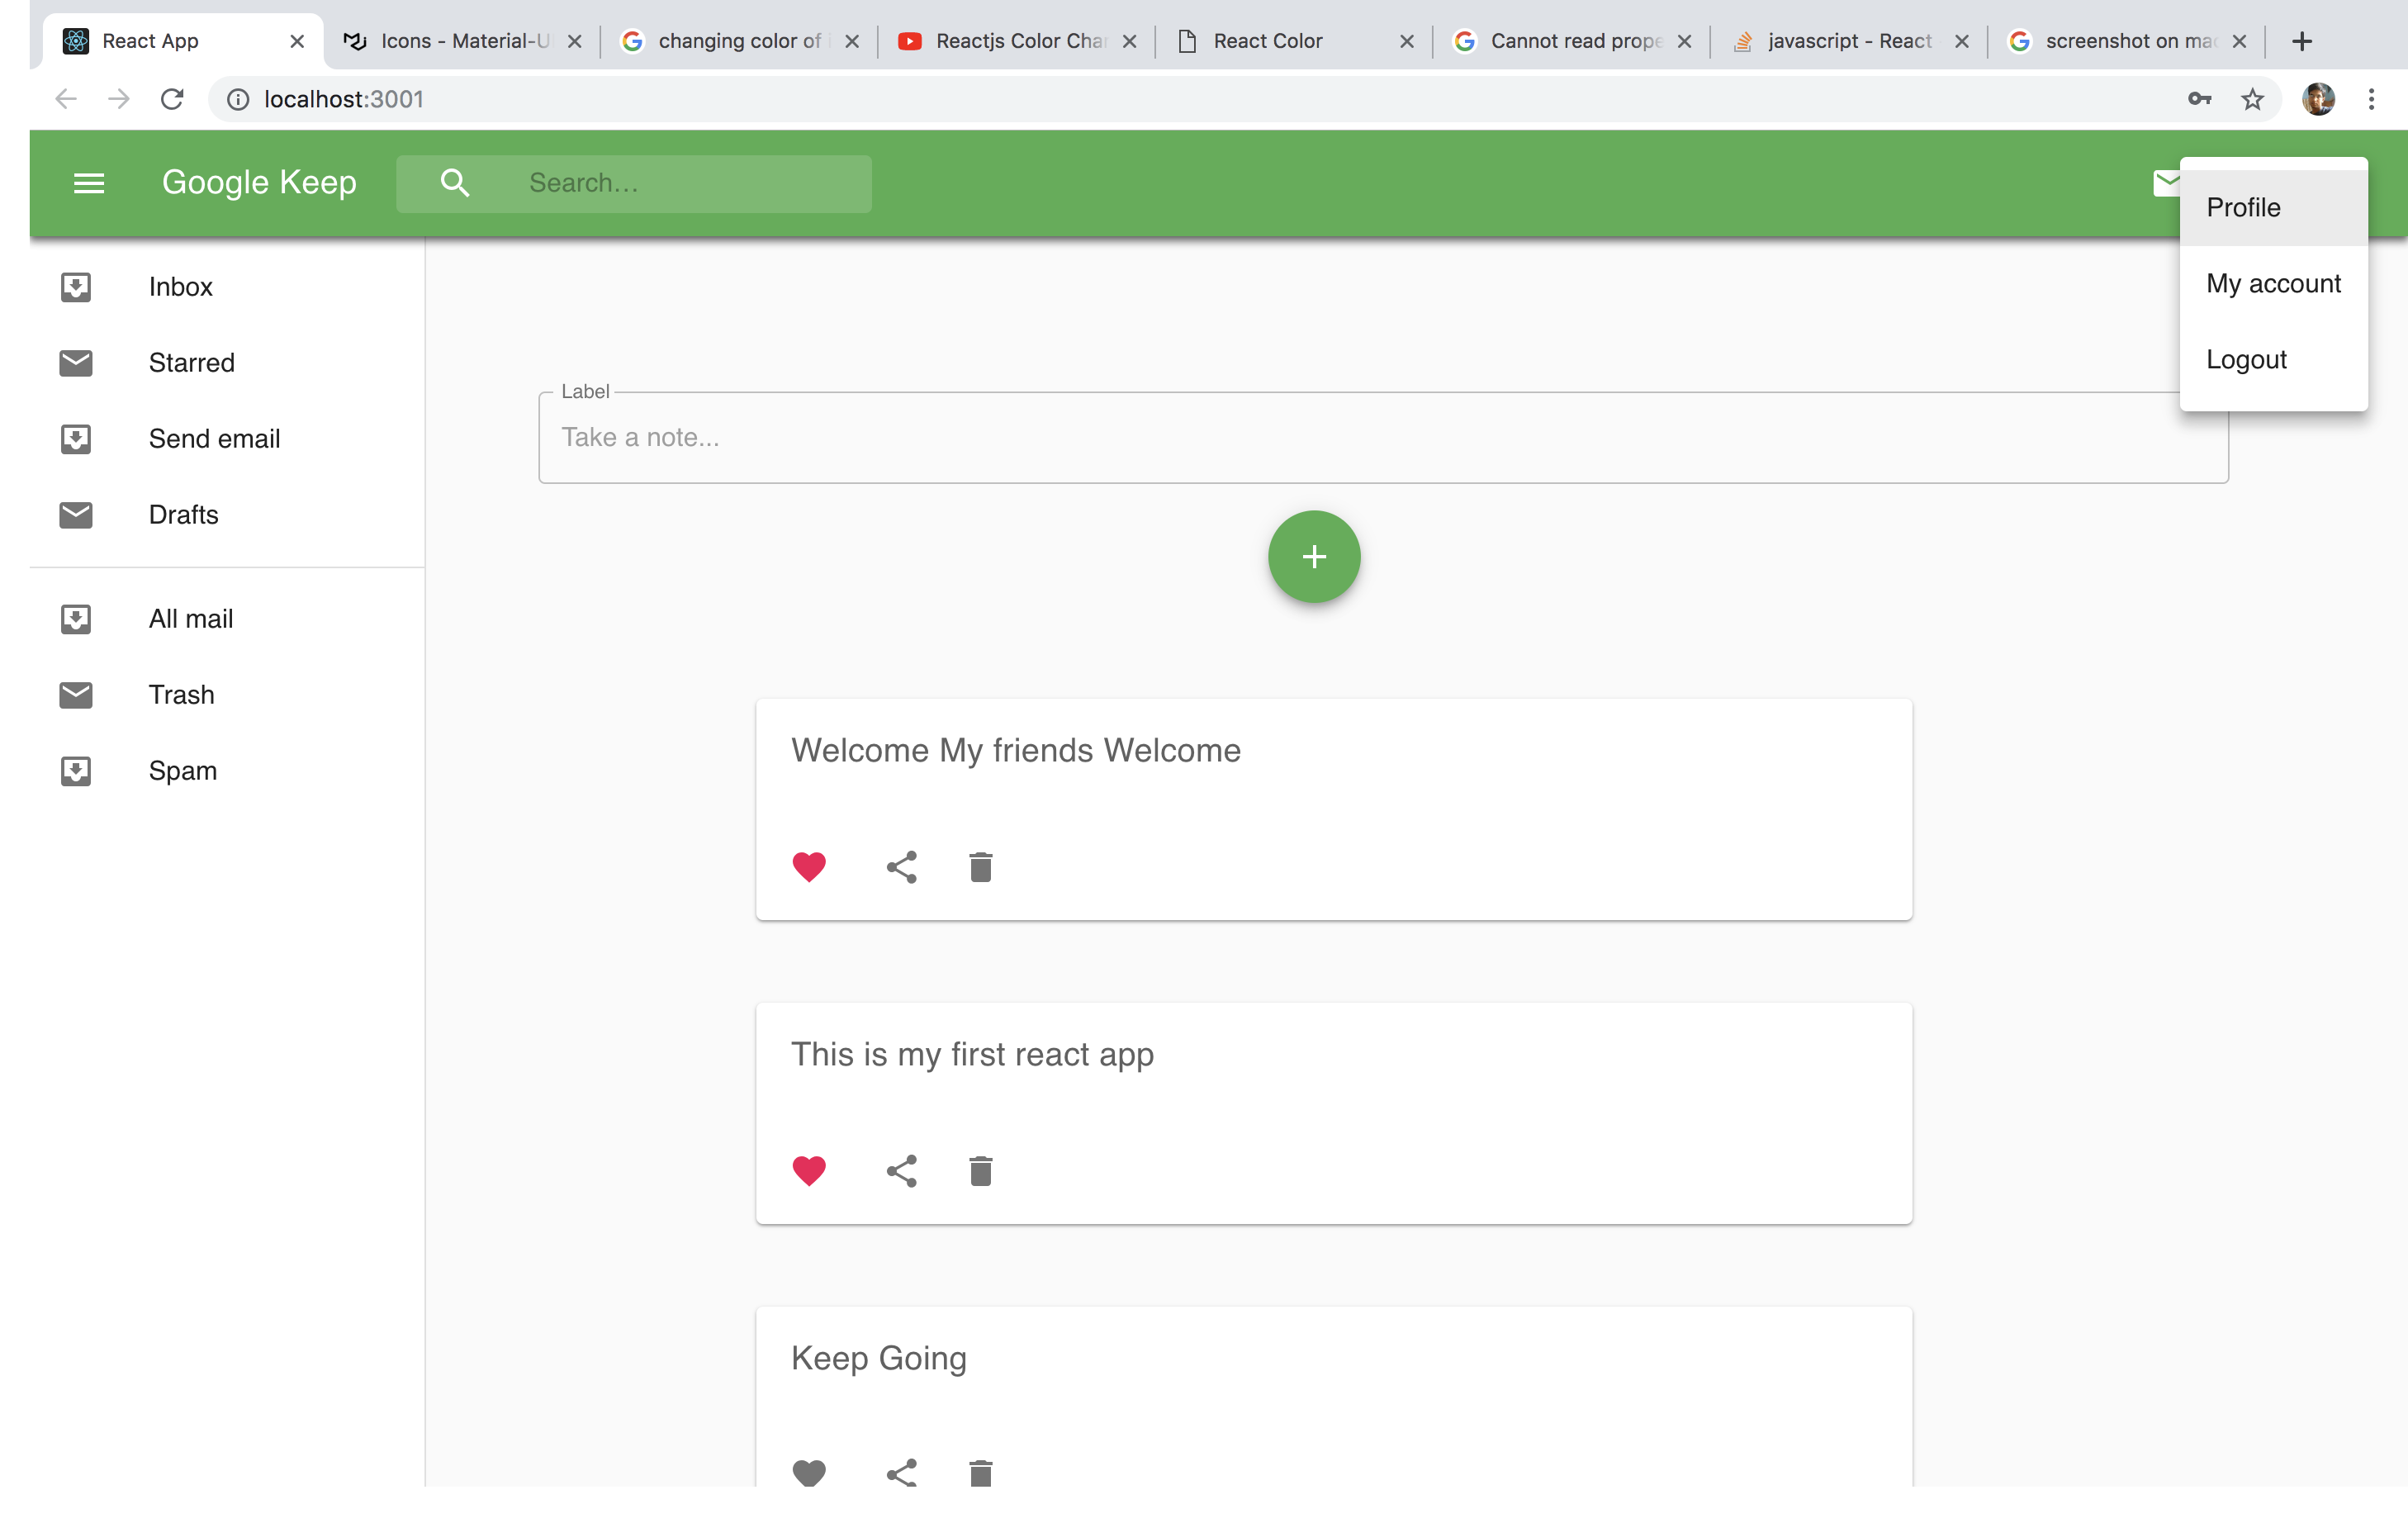 React App
Icons - Material-U
changing color of
Reactjs Color Cha
React Color
Cannot read prope
javascript - React
screenshot on ma
localhost:3001
Google Keep
Search…
Profile
My account
Logout
Inbox
Starred
Send email
Drafts
All mail
Trash
Spam
Label
Take a note...
Welcome My friends Welcome
This is my first react app
Keep Going